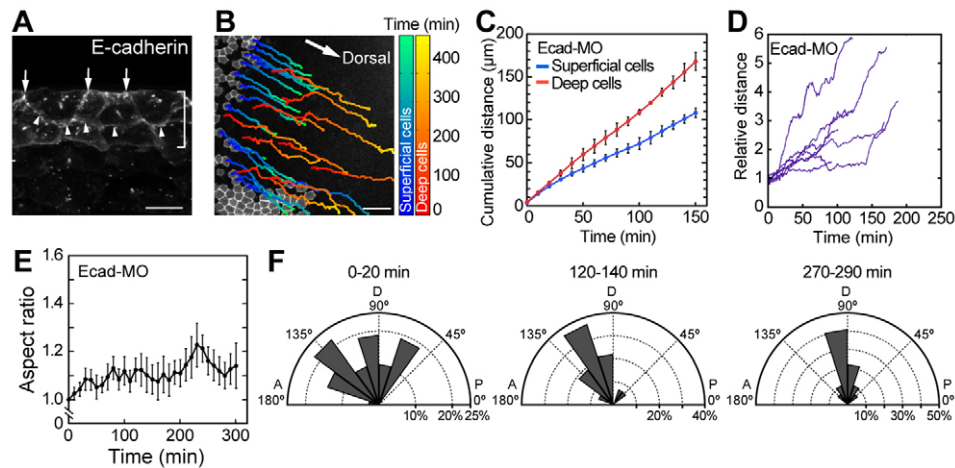 A
E-cadherin
B
Time (min)
Dorsal
Superficial cells
Deep cells
400
300
200
100
0
C
Cumulative distance (µm)
200
150
100
50
0
Ecad-MO
Superficial cells
Deep cells
0 50 100 150
Time (min)
D
Relative distance
6
5
4
3
2
1
0
Ecad-MO
0 50 100 150 200 250
Time (min)
E
Aspect ratio
1.6
1.4
1.2
1.0
0
Ecad-MO
0 100 200 300
Time (min)
F
0-20 min
D
90º
135º 45º
A P
180º 0º
10% 20% 25%
120-140 min
D
90º
135º 45º
A P
180º 0º
20% 40%
270-290 min
D
90º
135º 45º
A P
180º 0º
10% 30% 50%